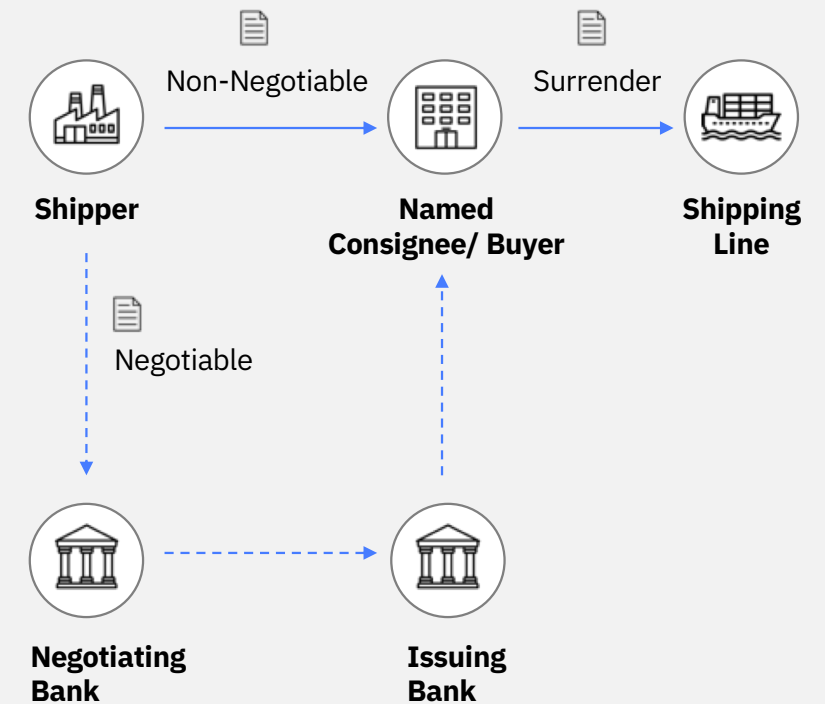 Non-Negotiable
Surrender
Shipper
Named
Consignee/ Buyer
Shipping
Line
Negotiable
Negotiating
Bank
Issuing
Bank